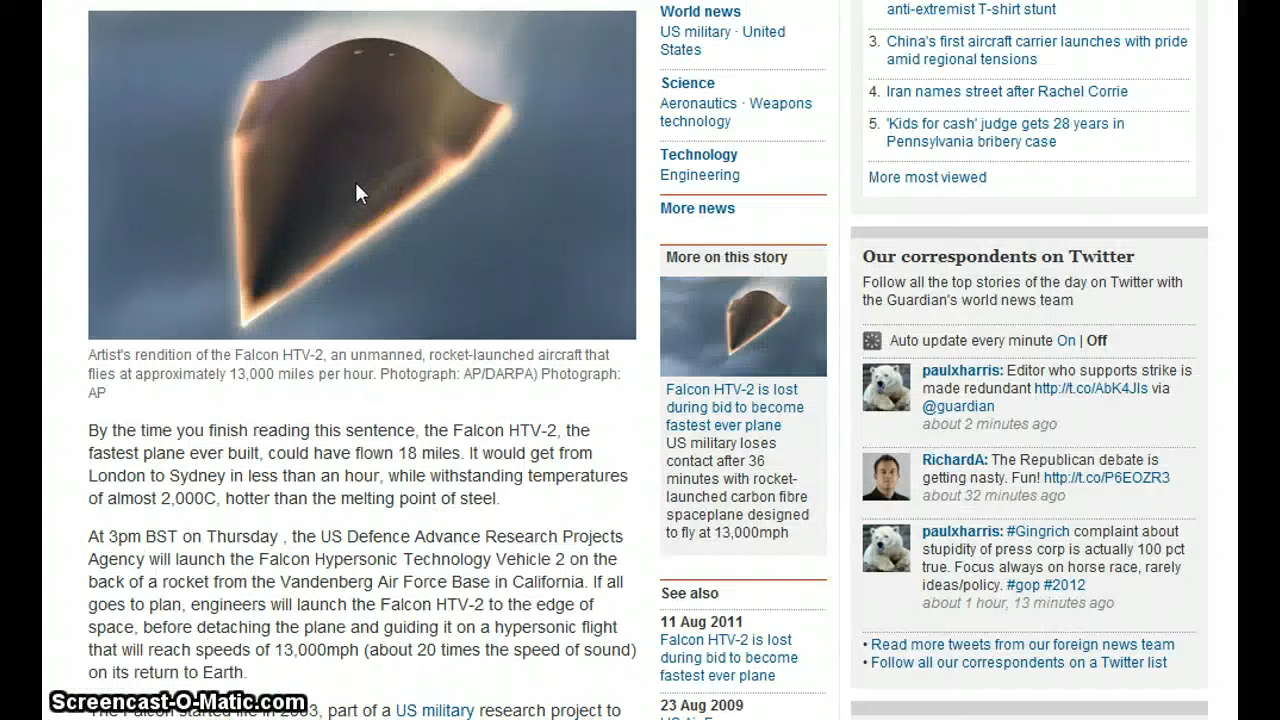 Artist's rendition of the Falcon HTV-2, an unmanned, rocket-launched aircraft that
flies at approximately 13,000 miles per hour. Photograph: AP/DARPA) Photograph:
AP
By the time you finish reading this sentence, the Falcon HTV-2, the
fastest plane ever built, could have flown 18 miles. It would get from
London to Sydney in less than an hour, while withstanding temperatures
of almost 2,000C, hotter than the melting point of steel.
At 3pm BST on Thursday , the US Defence Advance Research Projects
Agency will launch the Falcon Hypersonic Technology Vehicle 2 on the
back of a rocket from the Vandenberg Air Force Base in California. If all
goes to plan, engineers will launch the Falcon HTV-2 to the edge of
space, before detaching the plane and guiding it on a hypersonic flight
that will reach speeds of 13,000mph (about 20 times the speed of sound)
on its return to Earth.
The Falcon started life in 2003, part of a US military research project to
Screencast-O-Matic.com
World news
US military · United
States
Science
Aeronautics · Weapons
technology
Technology
Engineering
More news
More on this story
Falcon HTV-2 is lost
during bid to become
fastest ever plane
US military loses
contact after 36
minutes with rocket-
launched carbon fibre
spaceplane designed
to fly at 13,000mph
See also
11 Aug 2011
Falcon HTV-2 is lost
during bid to become
fastest ever plane
23 Aug 2009
anti-extremist T-shirt stunt
3. China's first aircraft carrier launches with pride
amid regional tensions
4. Iran names street after Rachel Corrie
5. 'Kids for cash' judge gets 28 years in
Pennsylvania bribery case
More most viewed
Our correspondents on Twitter
Follow all the top stories of the day on Twitter with
the Guardian's world news team
Auto update every minute On | Off
paulxharris: Editor who supports strike is
made redundant http://t.co/AbK4JIs via
@guardian
about 2 minutes ago
RichardA: The Republican debate is
getting nasty. Fun! http://t.co/P6EOZR3
about 32 minutes ago
paulxharris: #Gingrich complaint about
stupidity of press corp is actually 100 pct
true. Focus always on horse race, rarely
ideas/policy. #gop #2012
about 1 hour, 13 minutes ago
• Read more tweets from our foreign news team
• Follow all our correspondents on a Twitter list